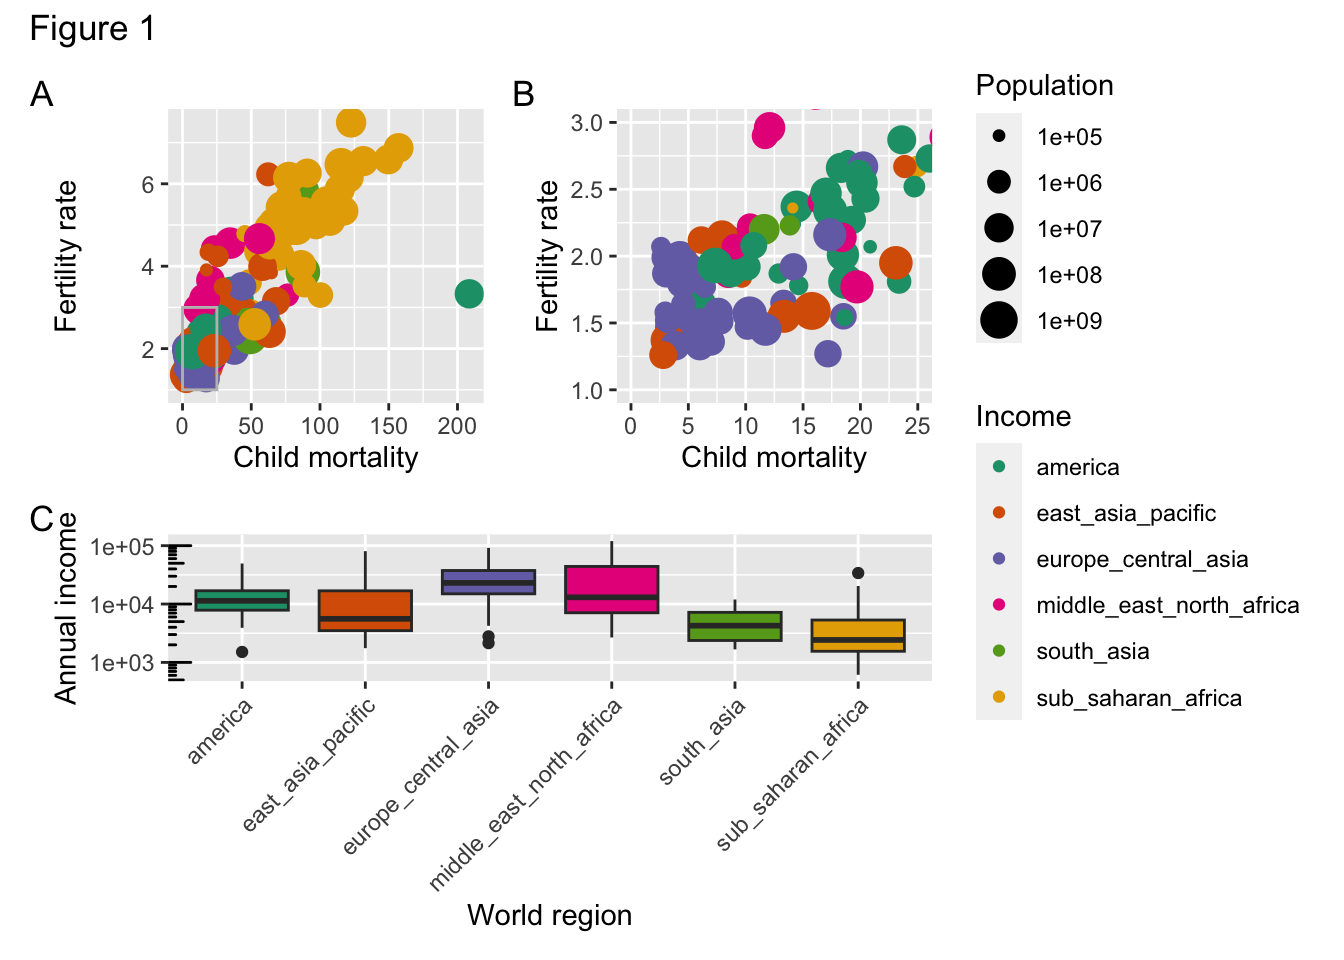 Figure 1
A
Fertility rate
6
4
2
0 50 100 150 200
Child mortality
B
Fertility rate
3.0
2.5
2.0
1.5
1.0
0 5 10 15 20 25
Child mortality
Population
1e+05
1e+06
1e+07
1e+08
1e+09
Income
america
east_asia_pacific
europe_central_asia
middle_east_north_africa
south_asia
sub_saharan_africa
C
Annual income
1e+05
1e+04
1e+03
america
east_asia_pacific
europe_central_asia
middle_east_north_africa
south_asia
sub_saharan_africa
World region